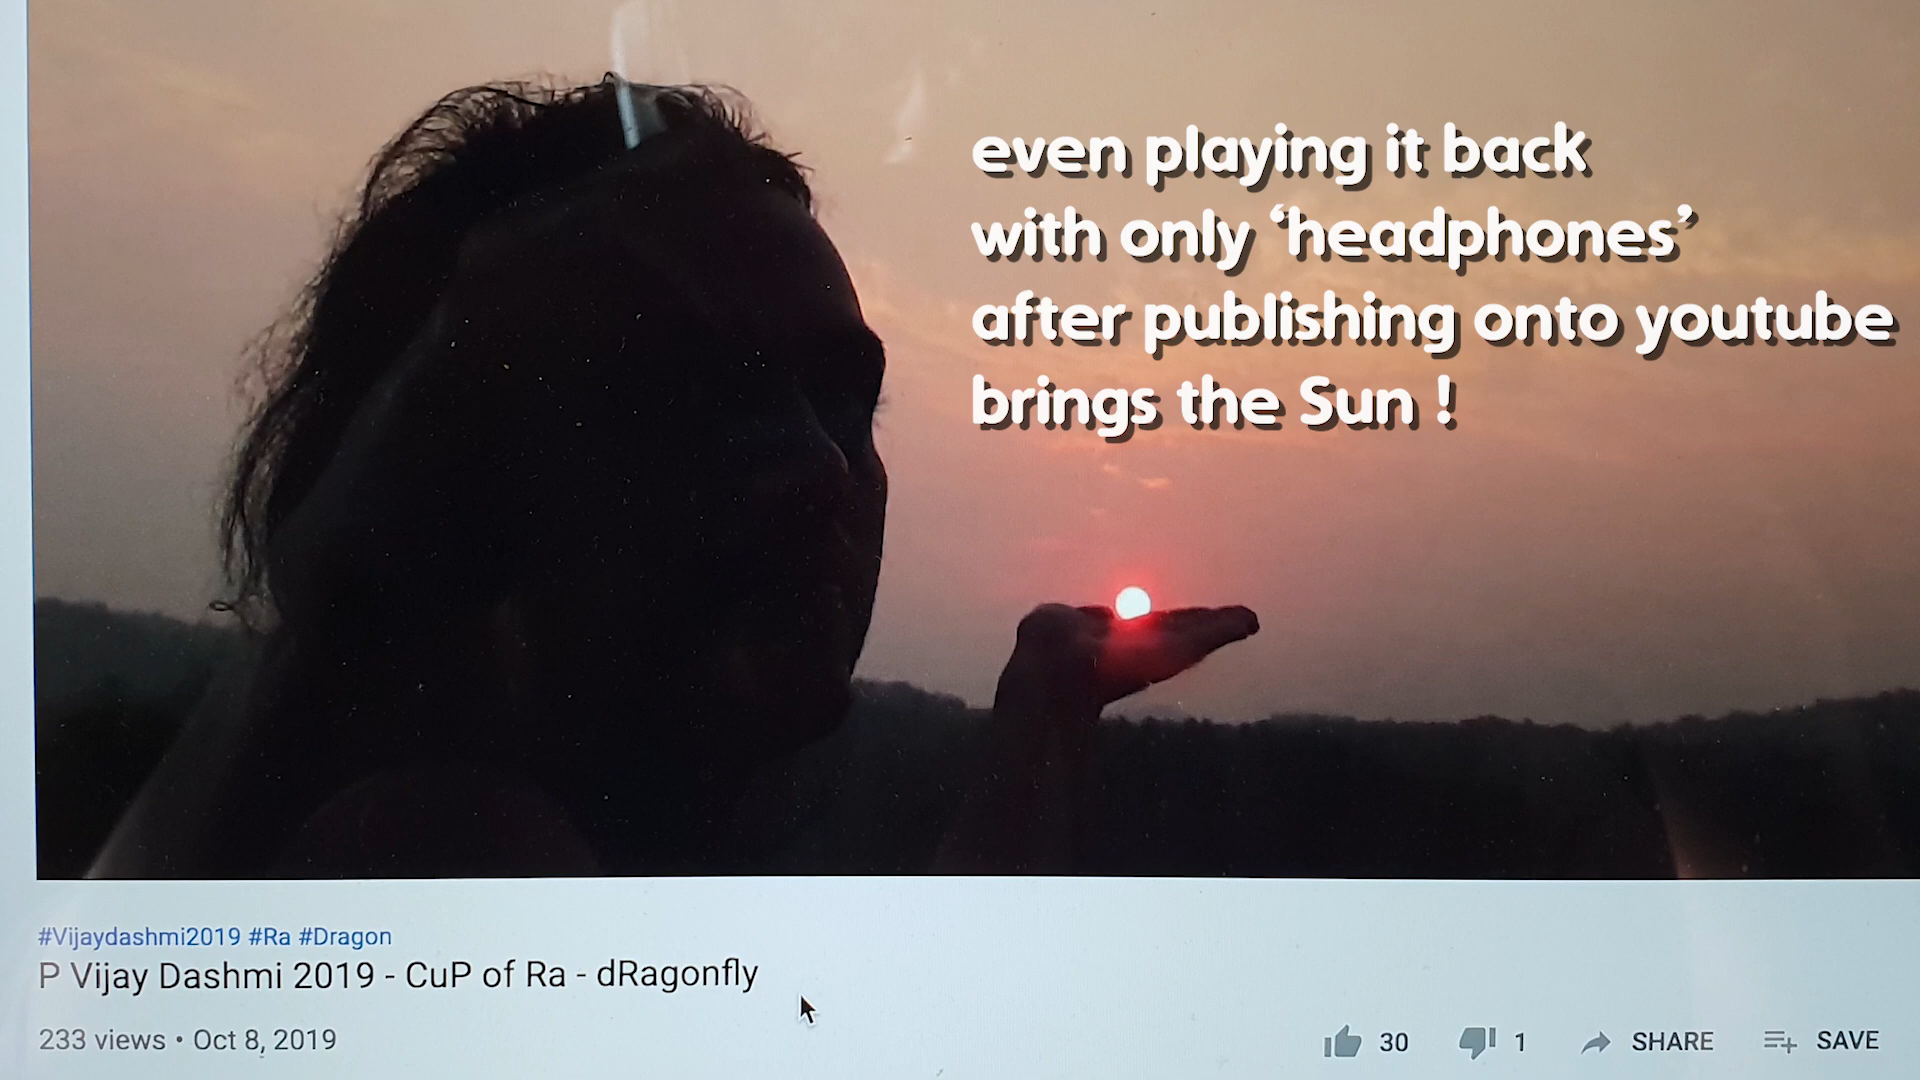 even playing it back
with only ‘headphones’
after publishing onto youtube
brings the Sun !
#Vijaydashmi2019 #Ra #Dragon
P Vijay Dashmi 2019 - CuP of Ra - dRagonfly
233 views • Oct 8, 2019
30 1 SHARE SAVE